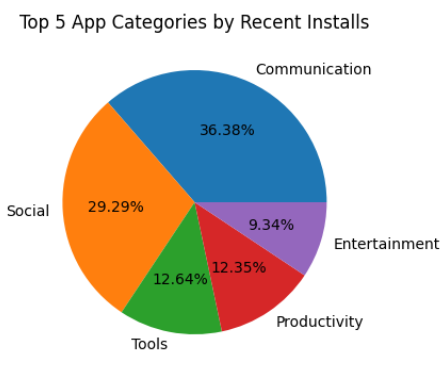 Top 5 App Categories by Recent Installs
Communication
36.38%
29.29%
Social
9.34%
Entertainment
12.35%
12.64%
Productivity
Tools